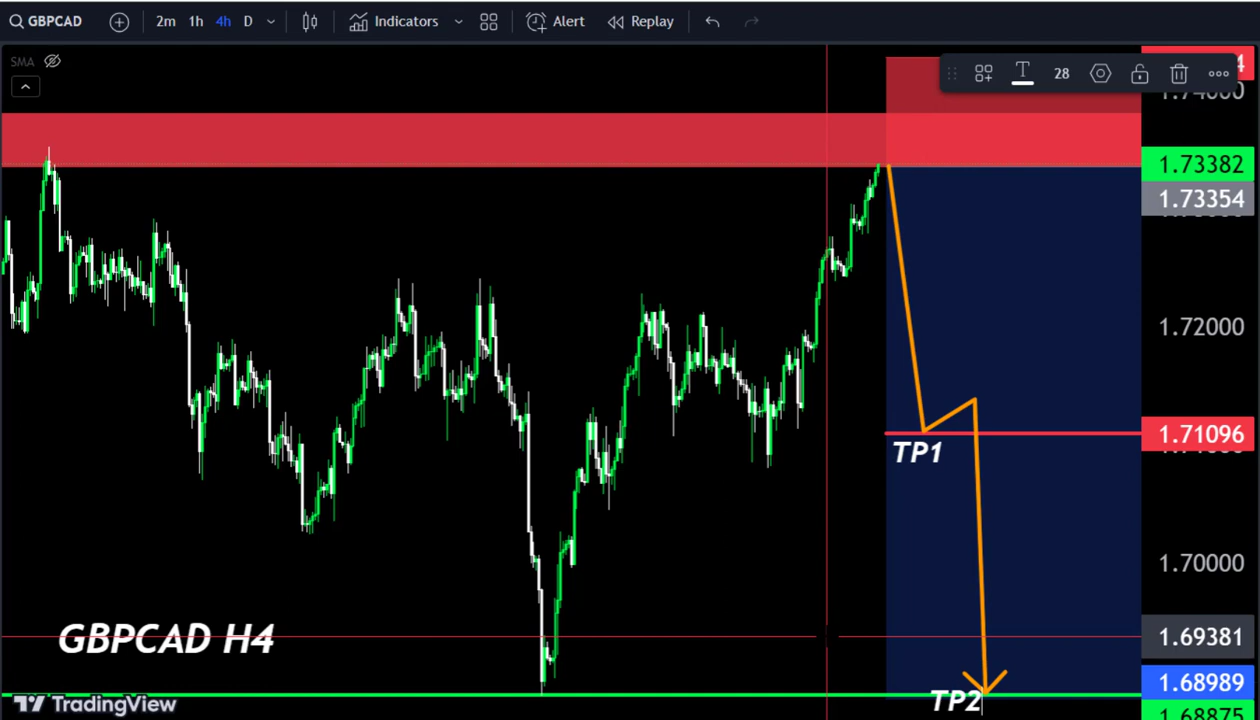 GBPCAD 2m 1h 4h D Indicators Alert Replay
SMA
28
1.73382
1.73354
1.72000
1.71096
TP1
1.70000
GBPCAD H4
1.69381
1.68989
TP2
TradingView
1.68875